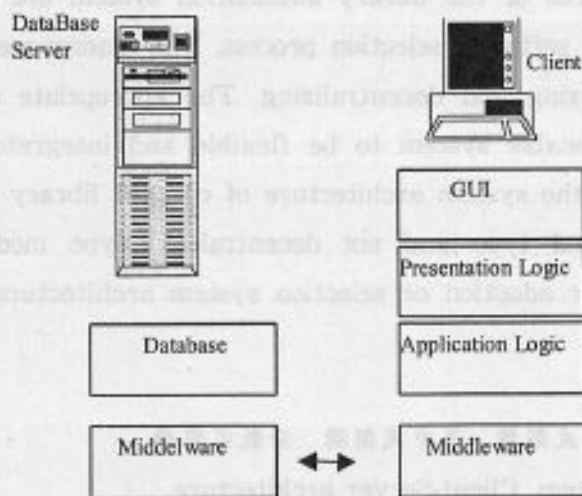 DataBase
Server
Client
GUI
Presentation Logic
Database
Application Logic
Middelware
Middleware